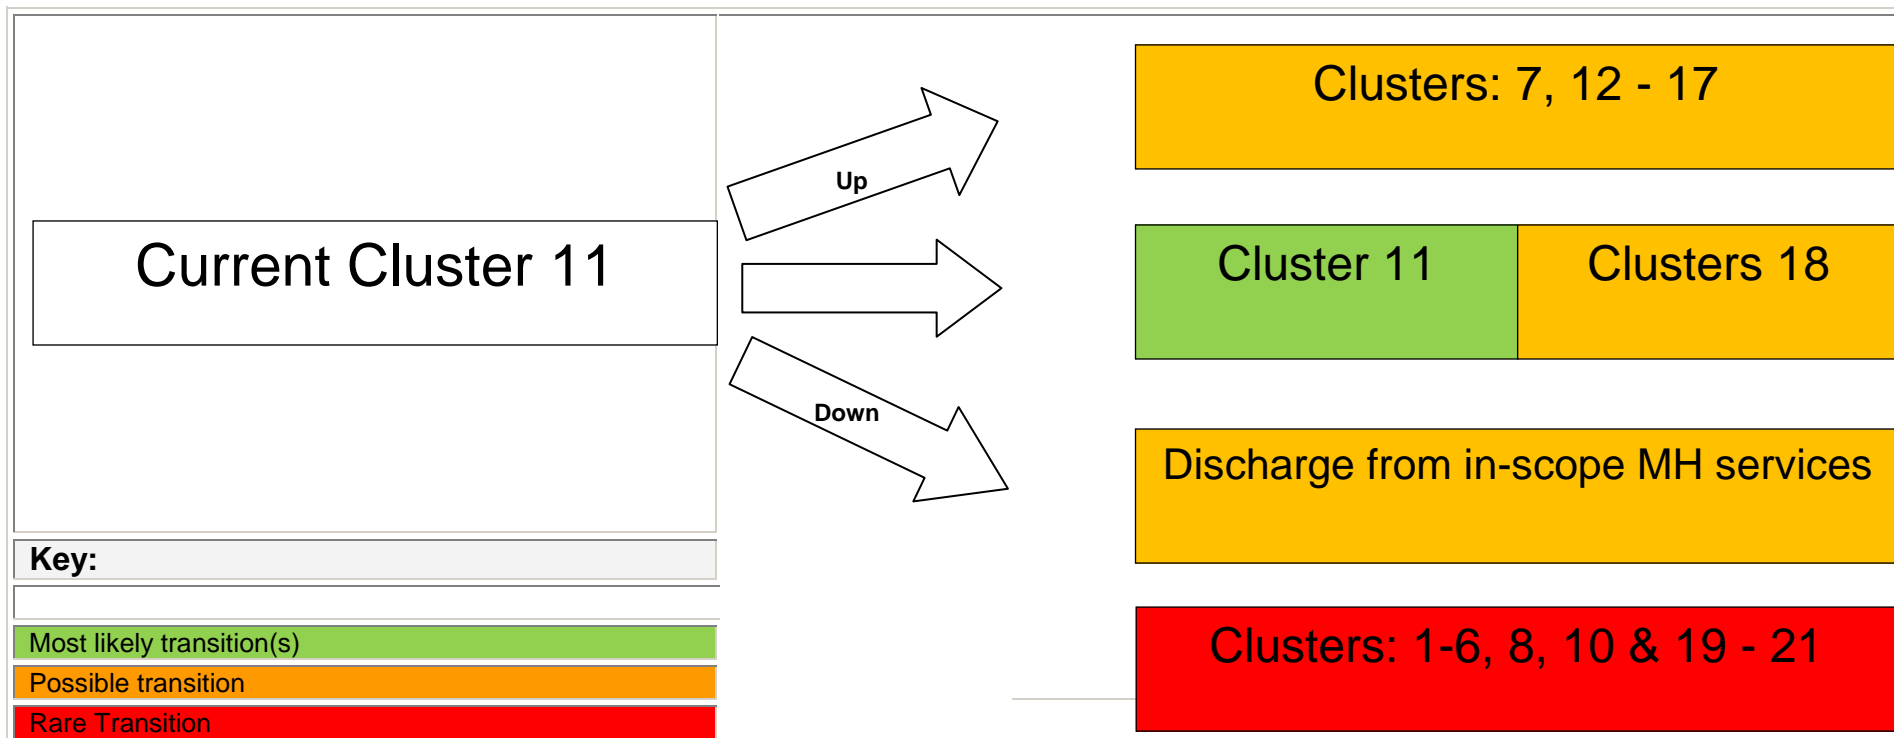 Current Cluster 11
Up
Down
Clusters: 7, 12 - 17
Cluster 11
Clusters 18
Discharge from in-scope MH services
Clusters: 1-6, 8, 10 & 19 - 21
Key:
Most likely transition(s)
Possible transition
Rare Transition